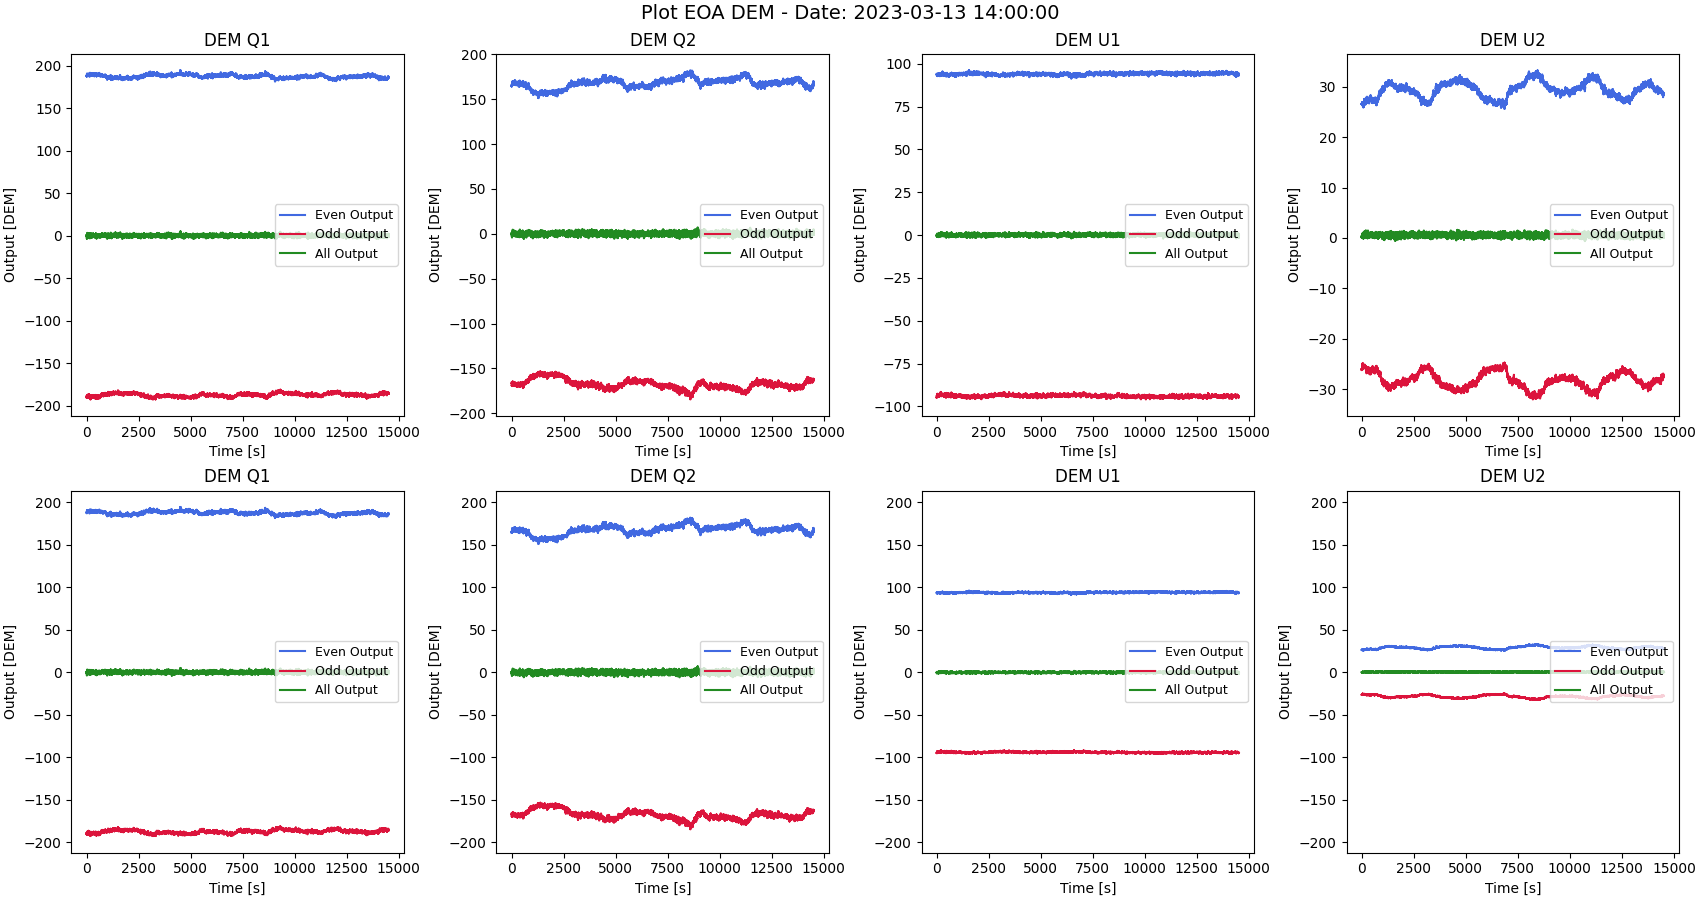 Plot EOA DEM - Date: 2023-03-13 14:00:00
DEM Q1
200
150
100
50
0
−50
−100
−150
−200
Output [DEM]
Even Output
Odd Output
All Output
0 2500 5000 7500 10000 12500 15000
Time [s]
DEM Q2
200
150
100
50
0
−50
−100
−150
−200
Output [DEM]
Even Output
Odd Output
All Output
0 2500 5000 7500 10000 12500 15000
Time [s]
DEM U1
100
75
50
25
0
−25
−50
−75
−100
Output [DEM]
Even Output
Odd Output
All Output
0 2500 5000 7500 10000 12500 15000
Time [s]
DEM U2
30
20
10
0
−10
−20
−30
Output [DEM]
Even Output
Odd Output
All Output
0 2500 5000 7500 10000 12500 15000
Time [s]
DEM Q1
200
150
100
50
0
−50
−100
−150
−200
Output [DEM]
Even Output
Odd Output
All Output
0 2500 5000 7500 10000 12500 15000
Time [s]
DEM Q2
200
150
100
50
0
−50
−100
−150
−200
Output [DEM]
Even Output
Odd Output
All Output
0 2500 5000 7500 10000 12500 15000
Time [s]
DEM U1
200
150
100
50
0
−50
−100
−150
−200
Output [DEM]
Even Output
Odd Output
All Output
0 2500 5000 7500 10000 12500 15000
Time [s]
DEM U2
200
150
100
50
0
−50
−100
−150
−200
Output [DEM]
Even Output
Odd Output
All Output
0 2500 5000 7500 10000 12500 15000
Time [s]